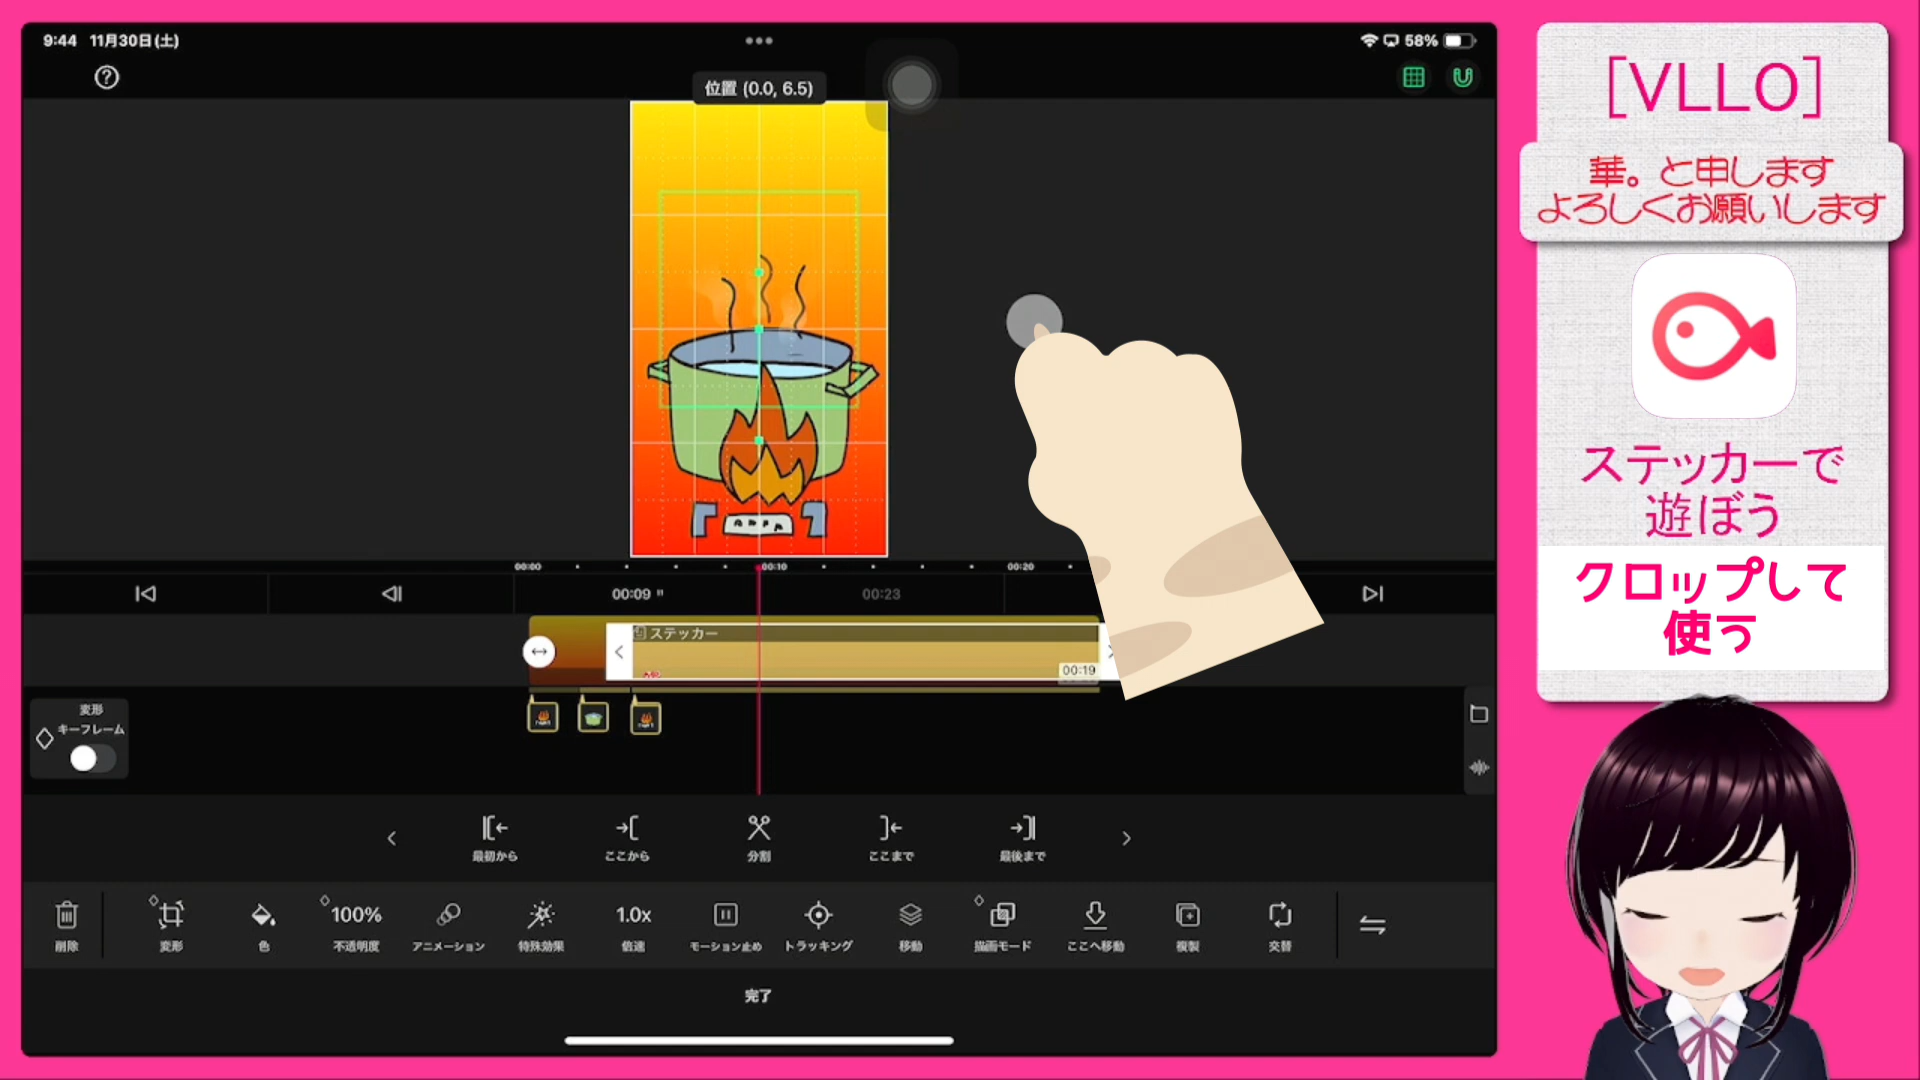 9:44 11月30日(土)
58%
位置 (0.0, 6.5)
00:00
00:10
00:20
00:09
00:23
ステッカー
00:19
変形
キーフレーム
最初から
ここから
分割
ここまで
最後まで
削除
変形
色
100%
不透明度
アニメーション
特殊効果
1.0x
倍速
モーション止め
トラッキング
移動
描画モード
ここへ移動
複製
交替
完了
[VLLO]
華。と申します
よろしくお願いします
ステッカーで
遊ぼう
クロップして
使う